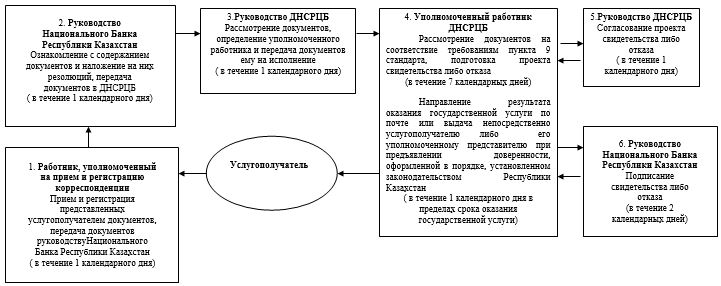 2. Руководство
Национального Банка
Республики Казахстан
Ознакомление с содержанием
документов и наложение на них
резолюций, передача
документов в ДНСРЦБ
( в течение 1 календарного дня)
3.Руководство ДНСРЦБ
Рассмотрение документов,
определение уполномоченного
работника и передача документов
ему на исполнение
( в течение 1 календарного дня)
4. Уполномоченный работник
ДНСРЦБ
Рассмотрение документов на
соответствие требованиям пункта 9
стандарта, подготовка проекта
свидетельства либо отказа
(в течение 7 календарных дней)
Направление результата
оказания государственной услуги по
почте или выдача непосредственно
услугополучателю либо его
уполномоченному представителю при
предъявлении доверенности,
оформленной в порядке, установленном
законодательством Республики
Казахстан
( в течение 1 календарного дня в
пределах срока оказания
государственной услуги)
5.Руководство ДНСРЦБ
Согласование проекта
свидетельства либо
отказа
( в течение 1
календарного дня)
6. Руководство
Национального Банка
Республики Казахстан
Подписание
свидетельства либо
отказа
(в течение 2
календарных дней)
Услугополучатель
1. Работник, уполномоченный
на прием и регистрацию
корреспонденции
Прием и регистрация
представленных
услугополучателем документов,
передача документов
руководствуНационального
Банка Республики Казахстан
( в течение 1 календарного дня)